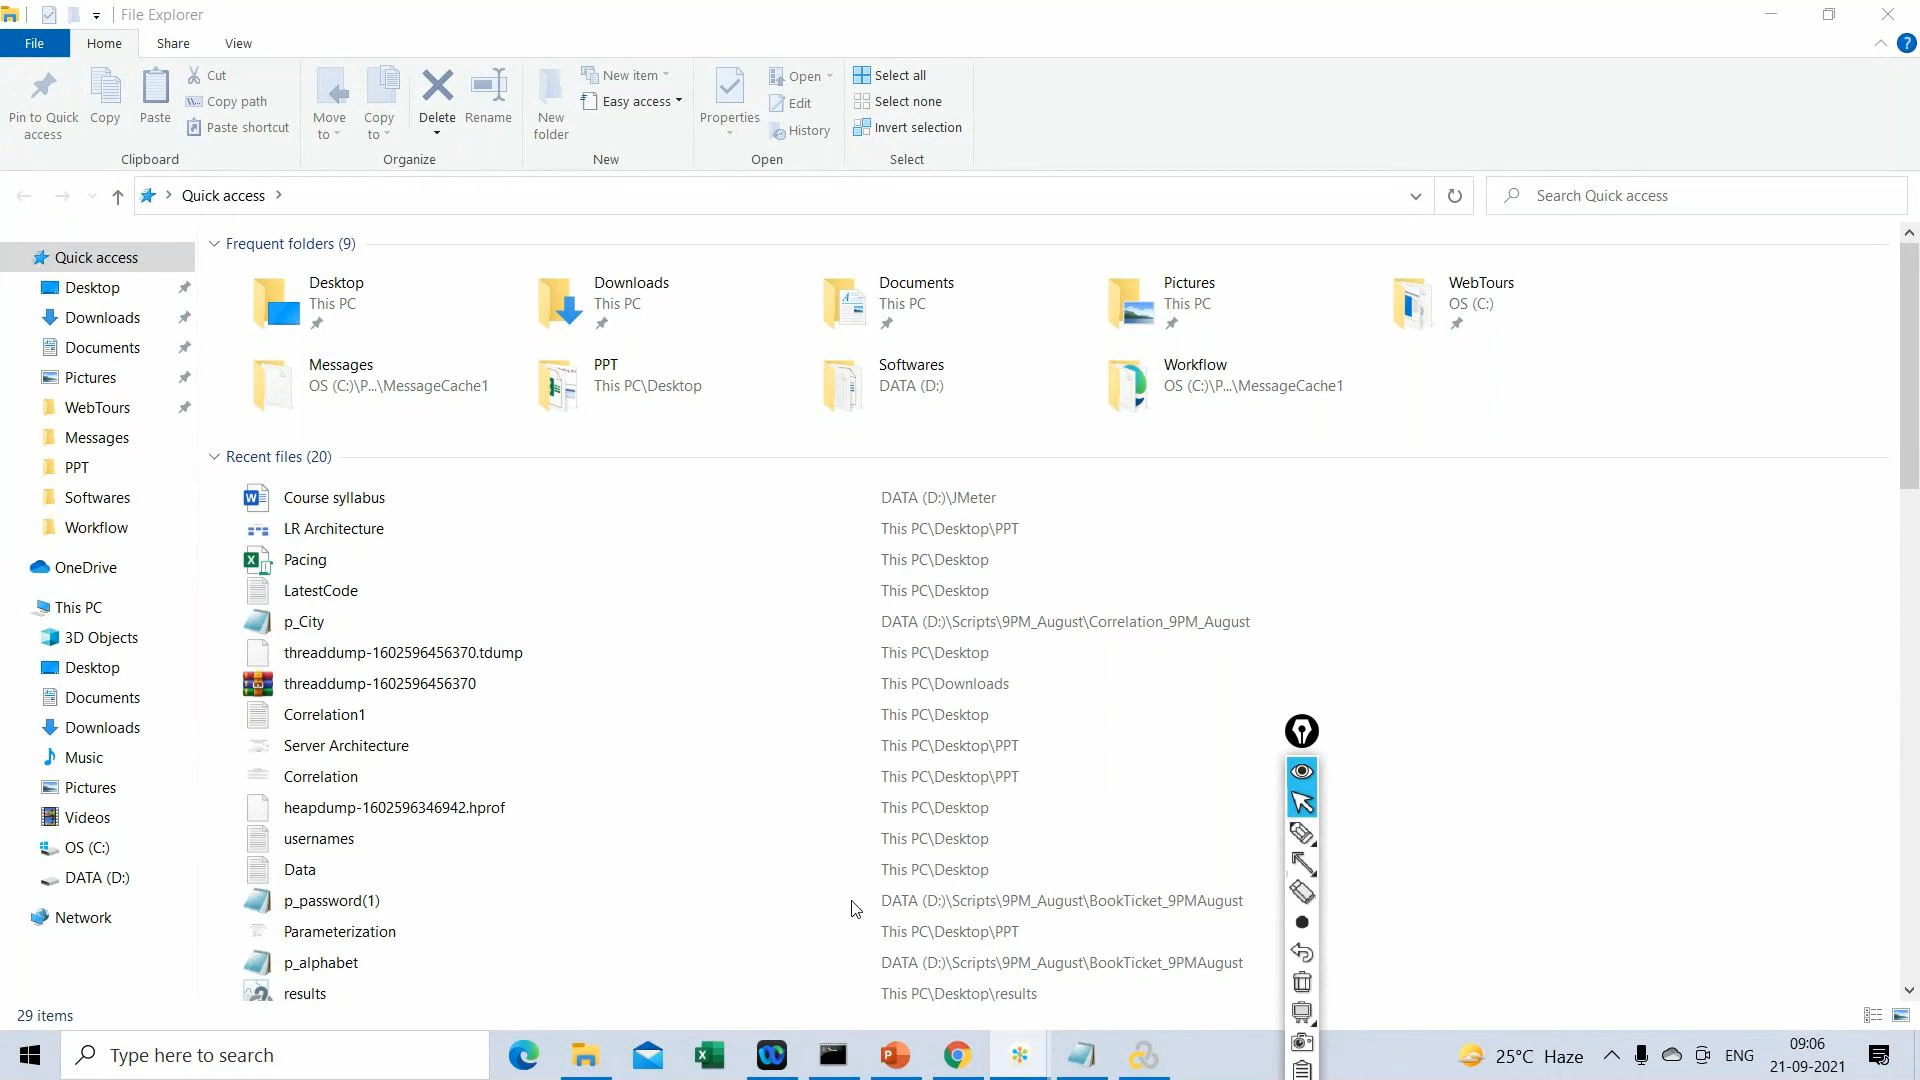 File Explorer
File Home Share View
Pin to Quick access
Copy
Paste
Cut
Copy path
Paste shortcut
Clipboard
Move to
Copy to
Delete
Rename
Organize
New folder
New item
Easy access
New
Properties
Open
Edit
History
Open
Select all
Select none
Invert selection
Select
Quick access
Search Quick access
Quick access
Desktop
Downloads
Documents
Pictures
WebTours
Messages
PPT
Softwares
Workflow
OneDrive
This PC
3D Objects
Desktop
Documents
Downloads
Music
Pictures
Videos
OS (C:)
DATA (D:)
Network
Frequent folders (9)
Desktop
This PC
Downloads
This PC
Documents
This PC
Pictures
This PC
WebTours
OS (C:)
Messages
OS (C:)\P...\MessageCache1
PPT
This PC\Desktop
Softwares
DATA (D:)
Workflow
OS (C:)\P...\MessageCache1
Recent files (20)
Course syllabus DATA (D:)\JMeter
LR Architecture This PC\Desktop\PPT
Pacing This PC\Desktop
LatestCode This PC\Desktop
p_City DATA (D:)\Scripts\9PM_August\Correlation_9PM_August
threaddump-1602596456370.tdump This PC\Desktop
threaddump-1602596456370 This PC\Downloads
Correlation1 This PC\Desktop
Server Architecture This PC\Desktop\PPT
Correlation This PC\Desktop\PPT
heapdump-1602596346942.hprof This PC\Desktop
usernames This PC\Desktop
Data This PC\Desktop
p_password(1) DATA (D:)\Scripts\9PM_August\BookTicket_9PMAugust
Parameterization This PC\Desktop\PPT
p_alphabet DATA (D:)\Scripts\9PM_August\BookTicket_9PMAugust
results This PC\Desktop\results
29 items
Type here to search
25°C Haze
ENG
09:06
21-09-2021